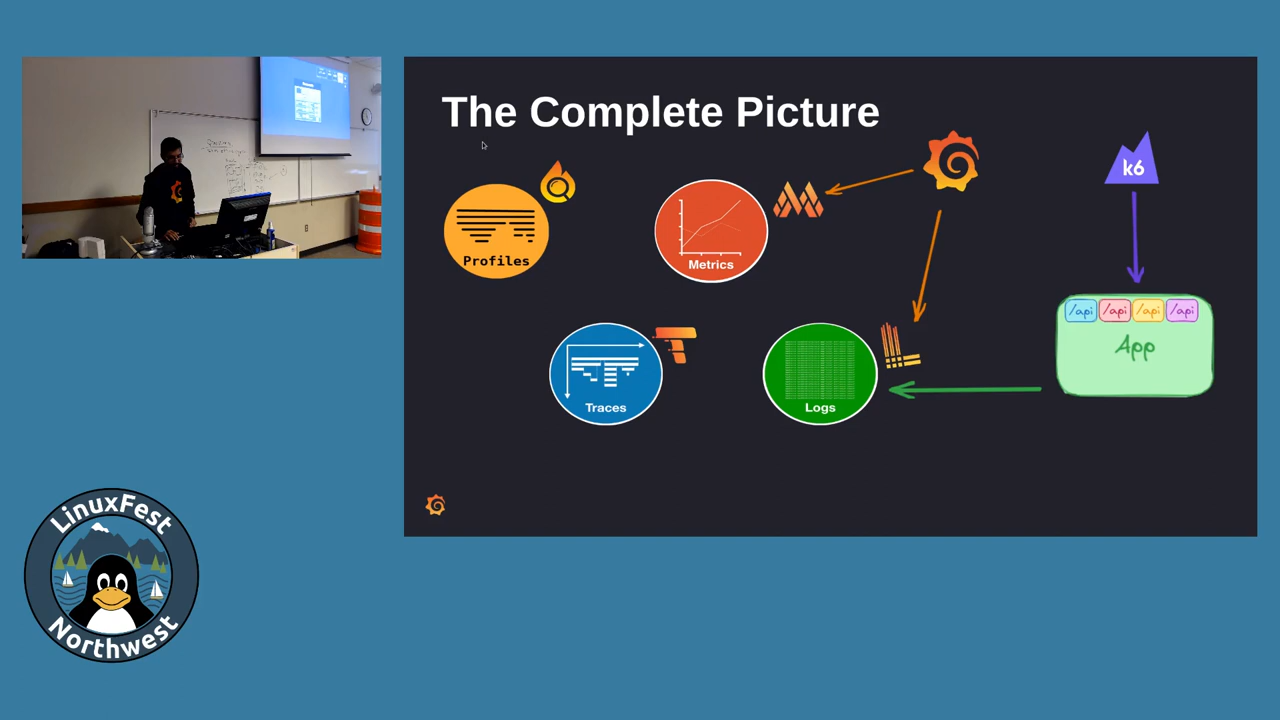 The Complete Picture
k6
Profiles
Metrics
/api /api /api /api
App
Traces
Logs
LinuxFest
Northwest